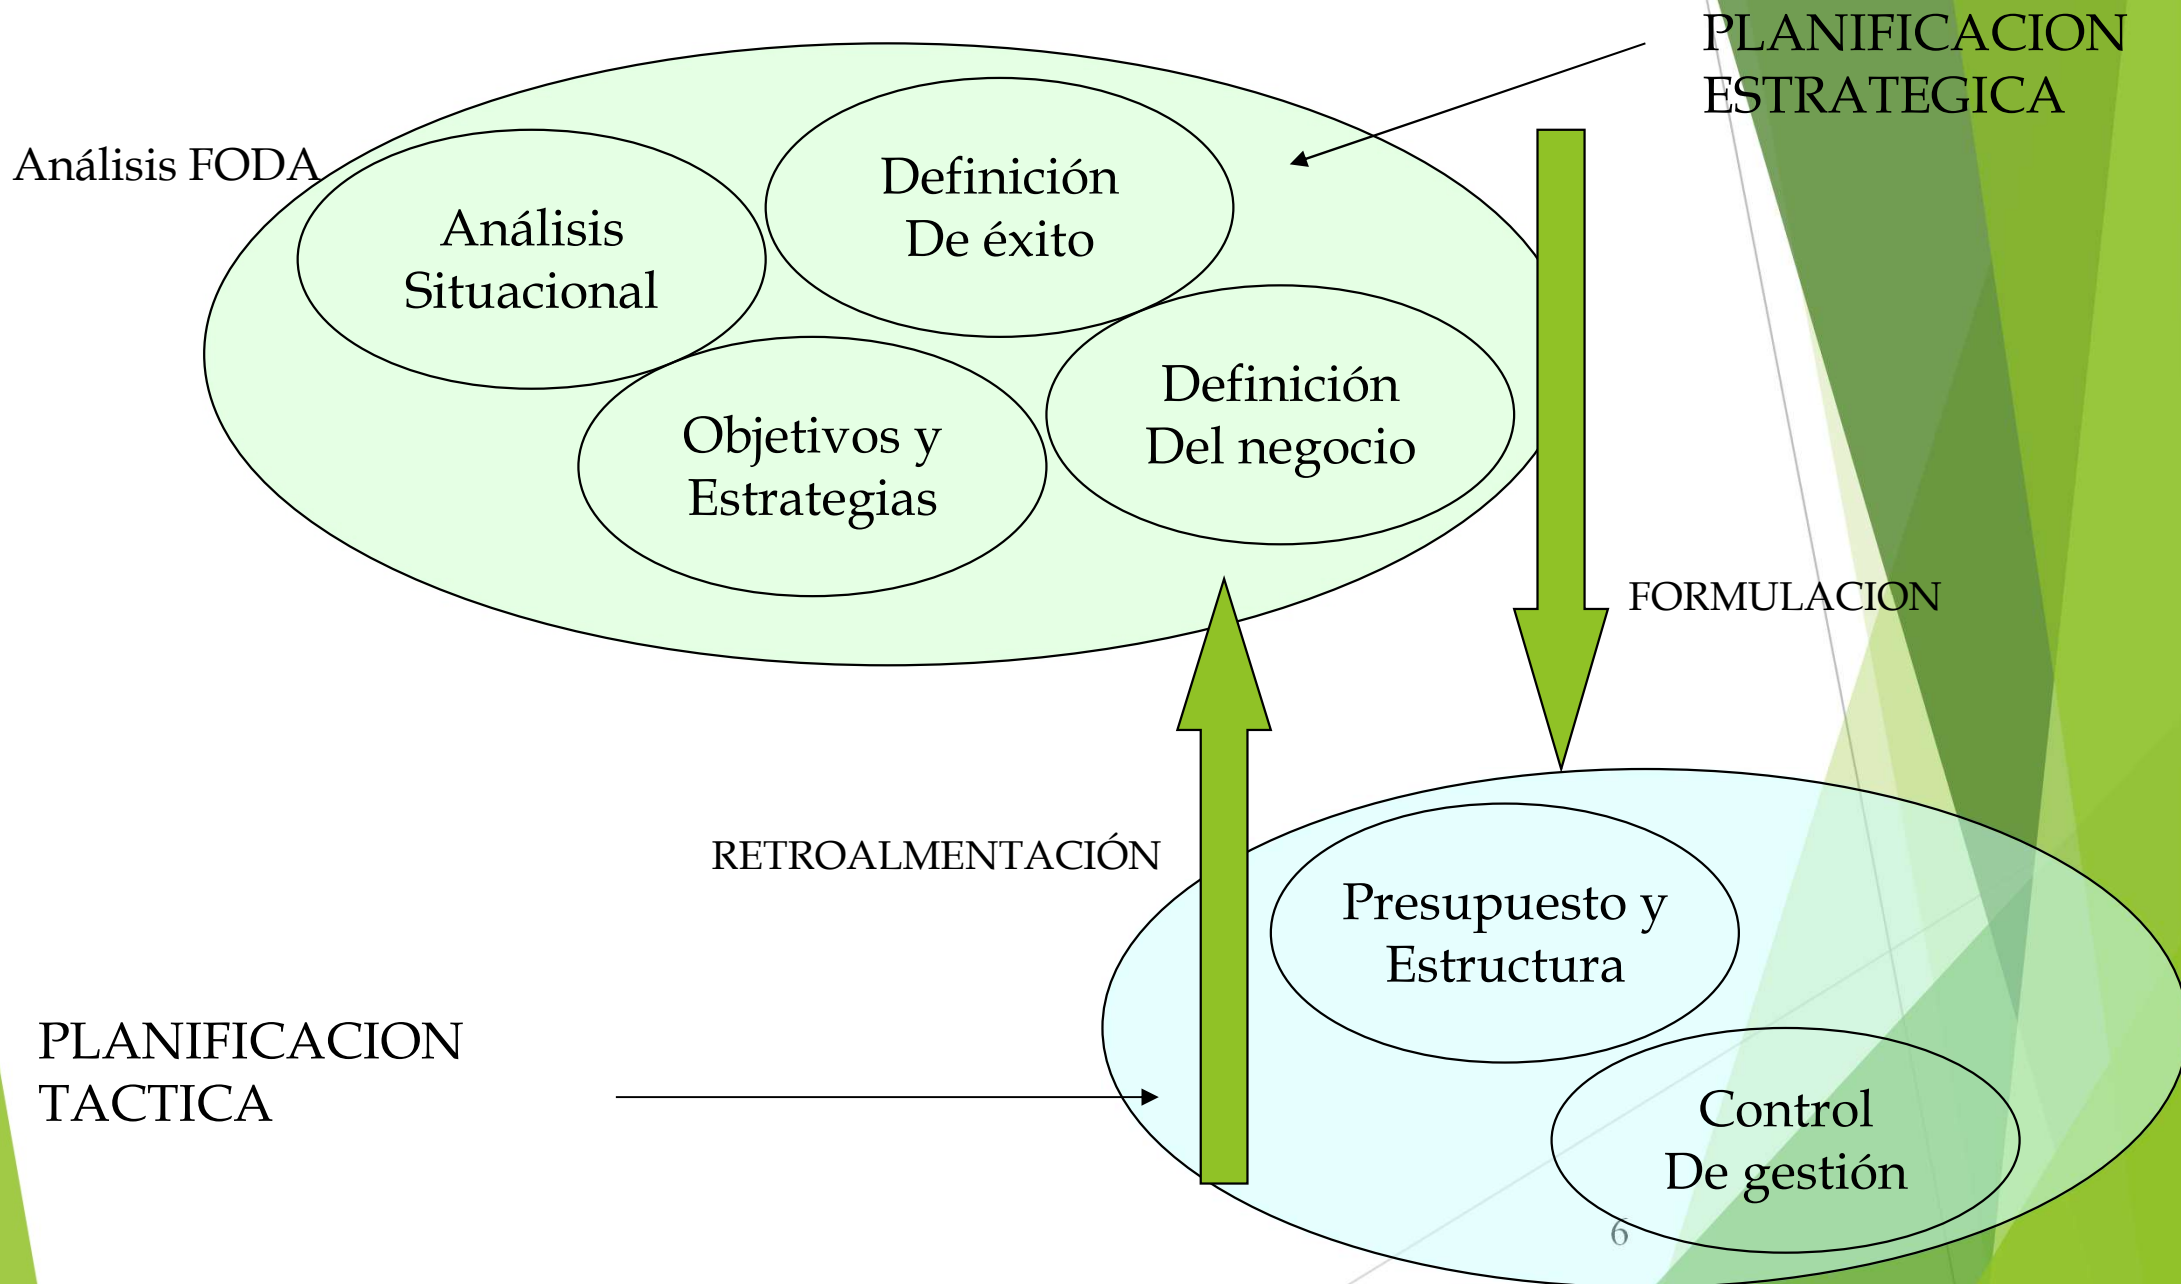 PLANIFICACION
ESTRATEGICA
Análisis FODA
Definición
De éxito
Análisis
Situacional
Definición
Del negocio
Objetivos y
Estrategias
FORMULACION
RETROALMENTACIÓN
Presupuesto y
Estructura
PLANIFICACION
TACTICA
Control
De gestión
6